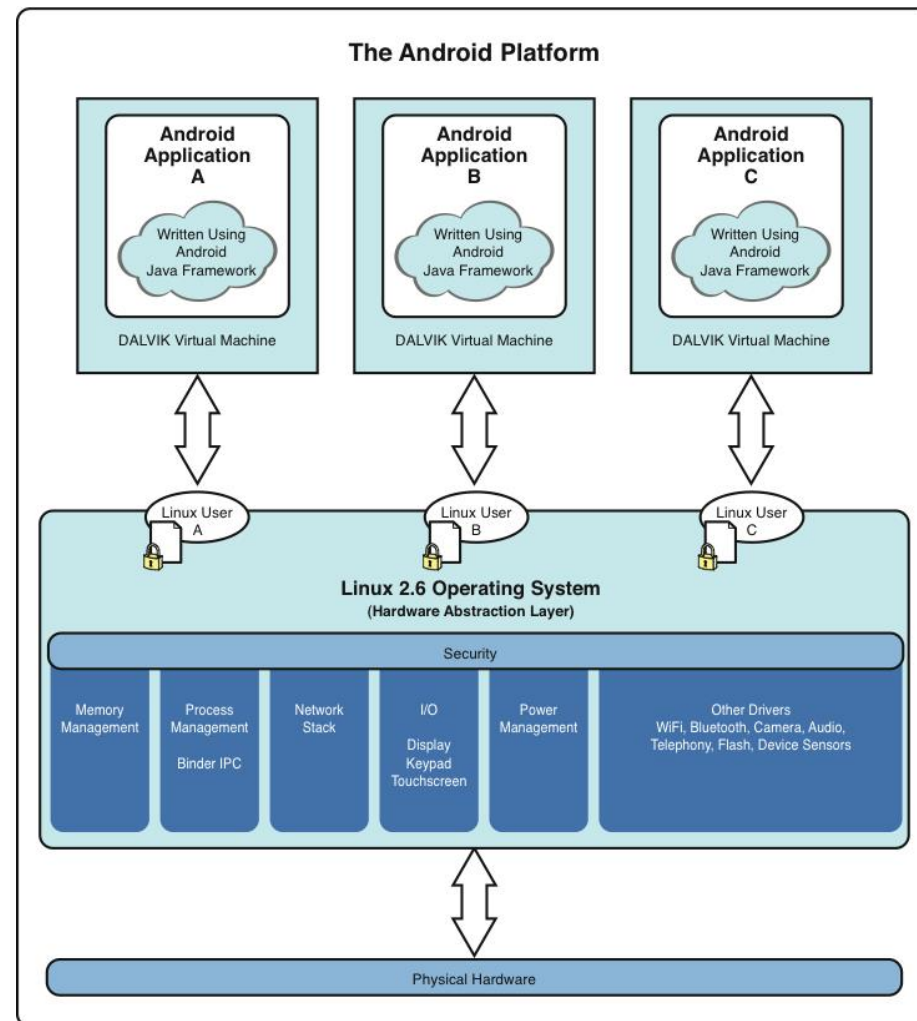 The Android Platform
Android
Application
A
Written Using
Android
Java Framework
DALVIK Virtual Machine
Android
Application
B
Written Using
Android
Java Framework
DALVIK Virtual Machine
Android
Application
C
Written Using
Android
Java Framework
DALVIK Virtual Machine
Linux User
A
Linux User
B
Linux User
C
Linux 2.6 Operating System
(Hardware Abstraction Layer)
Security
Memory
Management
Process
Management
Binder IPC
Network
Stack
I/O
Display
Keypad
Touchscreen
Power
Management
Other Drivers
WiFi, Bluetooth, Camera, Audio,
Telephony, Flash, Device Sensors
Physical Hardware